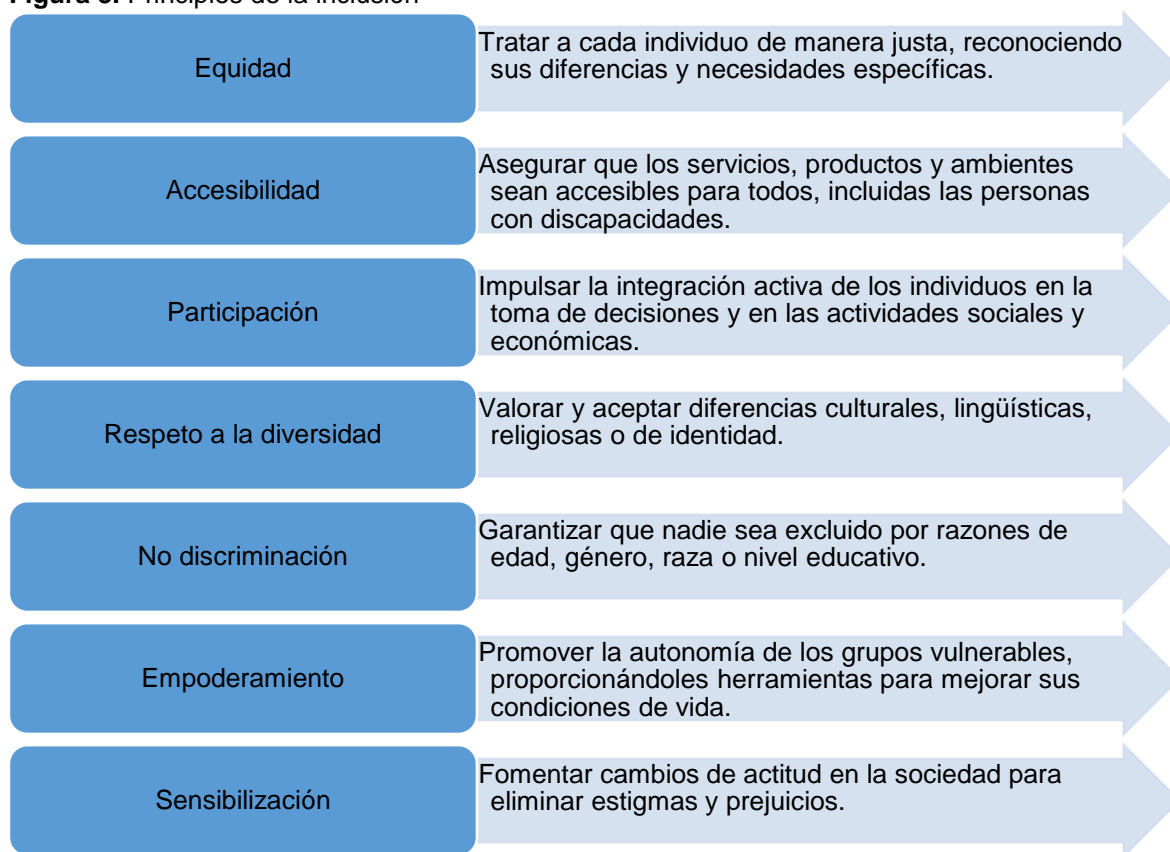 Principios de la inclusión
Equidad
Tratar a cada individuo de manera justa, reconociendo
sus diferencias y necesidades específicas.
Accesibilidad
Asegurar que los servicios, productos y ambientes
sean accesibles para todos, incluidas las personas
con discapacidades.
Participación
Impulsar la integración activa de los individuos en la
toma de decisiones y en las actividades sociales y
económicas.
Respeto a la diversidad
Valorar y aceptar diferencias culturales, lingüísticas,
religiosas o de identidad.
No discriminación
Garantizar que nadie sea excluido por razones de
edad, género, raza o nivel educativo.
Empoderamiento
Promover la autonomía de los grupos vulnerables,
proporcionándoles herramientas para mejorar sus
condiciones de vida.
Sensibilización
Fomentar cambios de actitud en la sociedad para
eliminar estigmas y prejuicios.